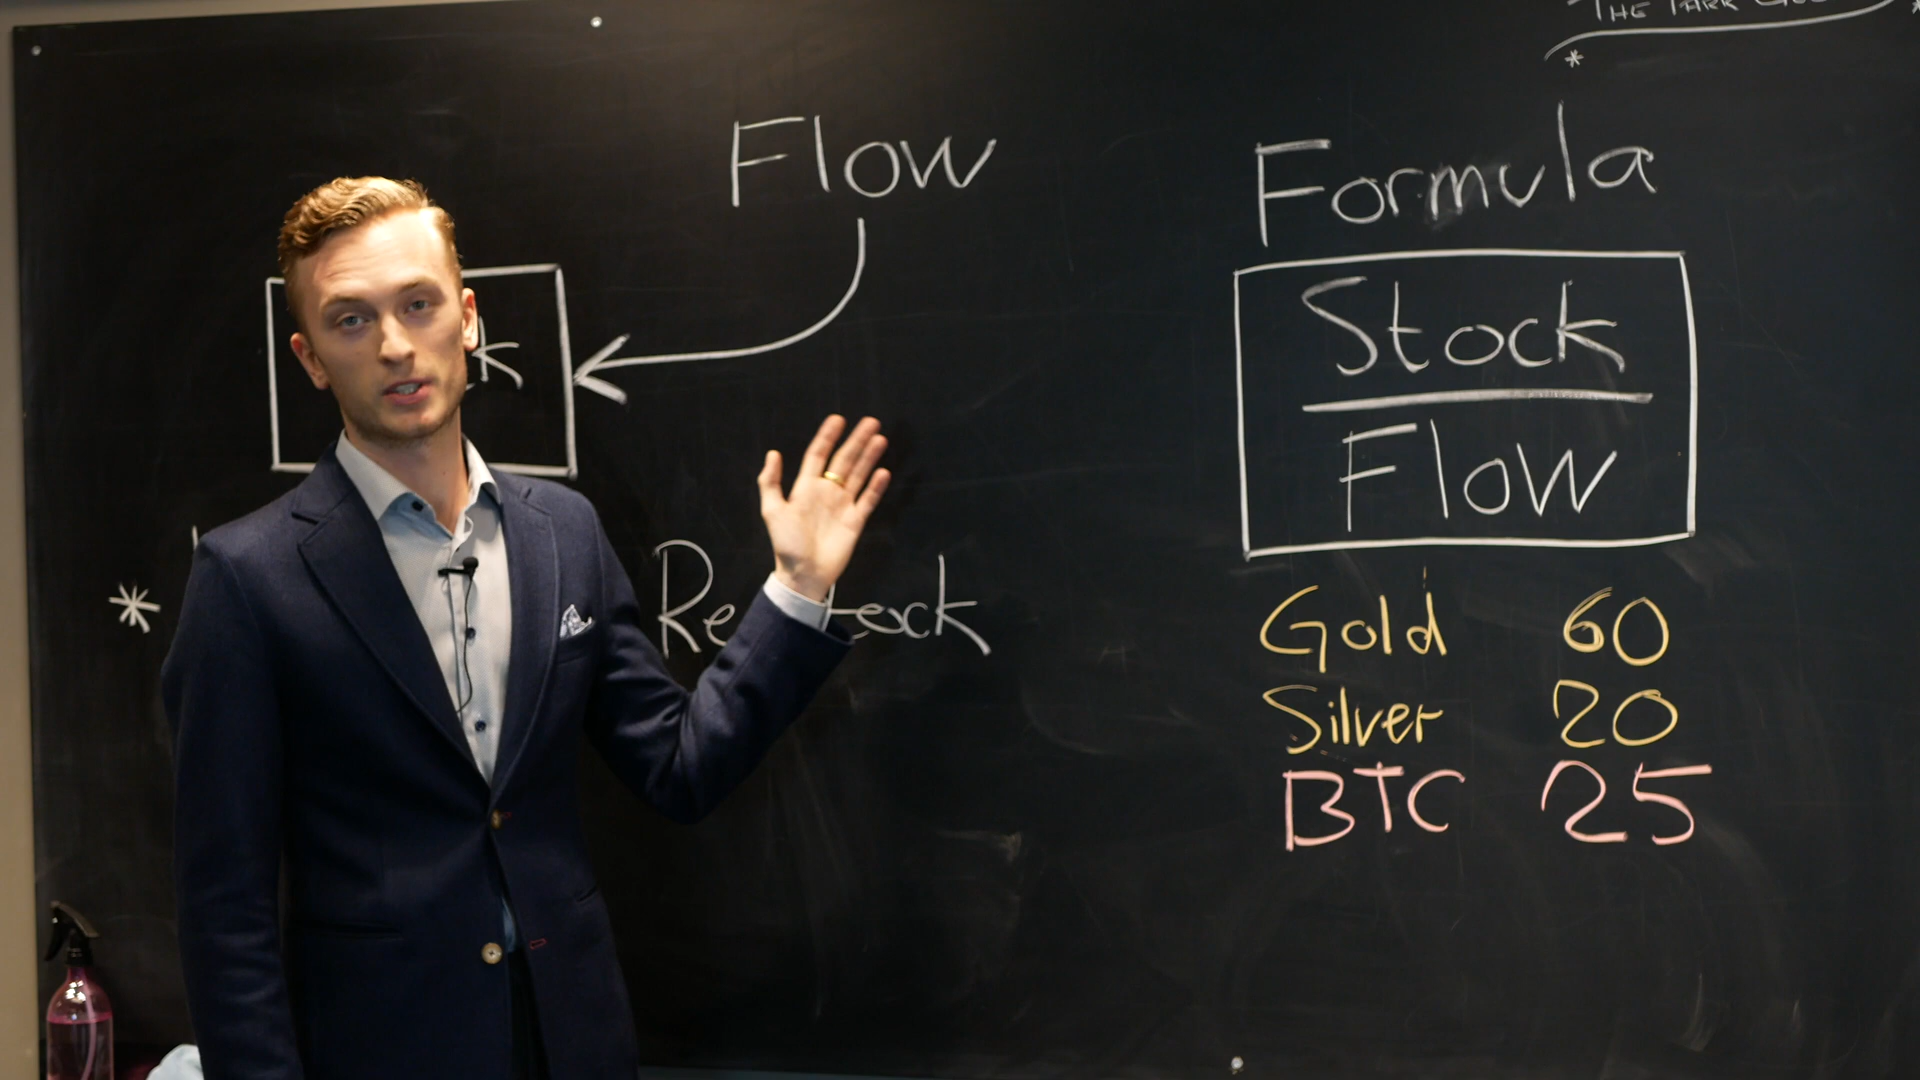 Flow
Formula
Stock
Flow
Gold 60
Silver 20
BTC 25